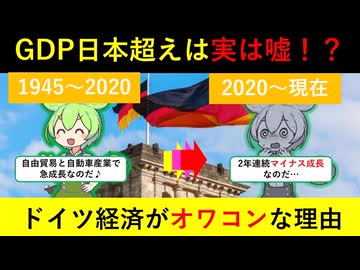 GDP日本超えは実は嘘！？
1945～2020
2020～現在
自由貿易と自動車産業で
急成長なのだ♪
2年連続マイナス成長
なのだ…
ドイツ経済がオワコンな理由